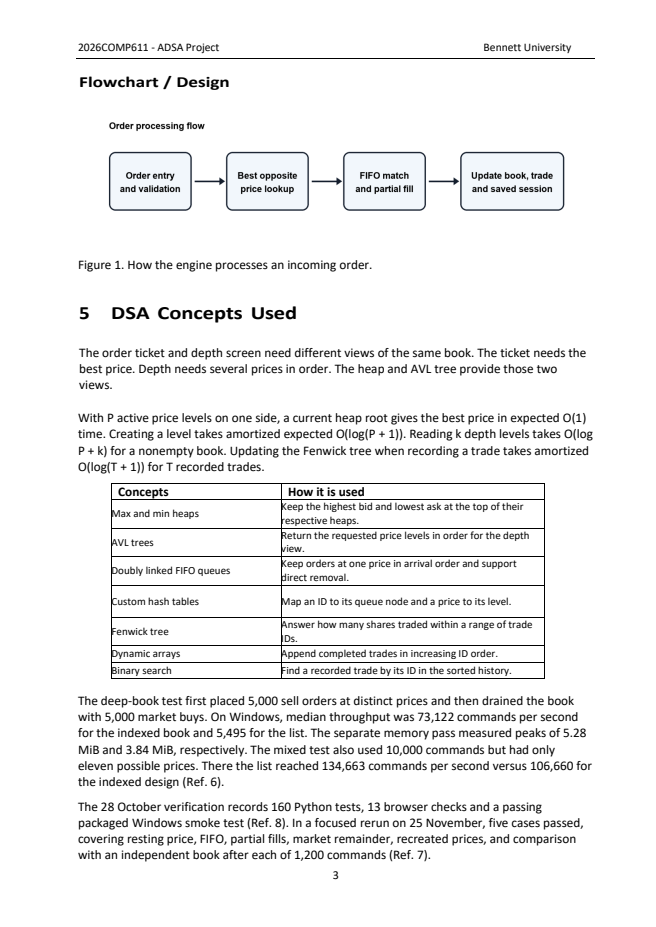 2026COMP611 - ADSA Project Bennett University
Flowchart / Design
Order processing flow
Order entry
and validation
Best opposite
price lookup
FIFO match
and partial fill
Update book, trade
and saved session
Figure 1. How the engine processes an incoming order.
5 DSA Concepts Used
The order ticket and depth screen need different views of the same book. The ticket needs the
best price. Depth needs several prices in order. The heap and AVL tree provide those two
views.
With P active price levels on one side, a current heap root gives the best price in expected O(1)
time. Creating a level takes amortized expected O(log(P + 1)). Reading k depth levels takes O(log
P + k) for a nonempty book. Updating the Fenwick tree when recording a trade takes amortized
O(log(T + 1)) for T recorded trades.
Concepts How it is used
Max and min heaps
Keep the highest bid and lowest ask at the top of their
respective heaps.
AVL trees
Return the requested price levels in order for the depth
view.
Doubly linked FIFO queues
Keep orders at one price in arrival order and support
direct removal.
Custom hash tables Map an ID to its queue node and a price to its level.
Fenwick tree
Answer how many shares traded within a range of trade
IDs.
Dynamic arrays Append completed trades in increasing ID order.
Binary search Find a recorded trade by its ID in the sorted history.
The deep-book test first placed 5,000 sell orders at distinct prices and then drained the book
with 5,000 market buys. On Windows, median throughput was 73,122 commands per second
for the indexed book and 5,495 for the list. The separate memory pass measured peaks of 5.28
MiB and 3.84 MiB, respectively. The mixed test also used 10,000 commands but had only
eleven possible prices. There the list reached 134,663 commands per second versus 106,660 for
the indexed design (Ref. 6).
The 28 October verification records 160 Python tests, 13 browser checks and a passing
packaged Windows smoke test (Ref. 8). In a focused rerun on 25 November, five cases passed,
covering resting price, FIFO, partial fills, market remainder, recreated prices, and comparison
with an independent book after each of 1,200 commands (Ref. 7).
3